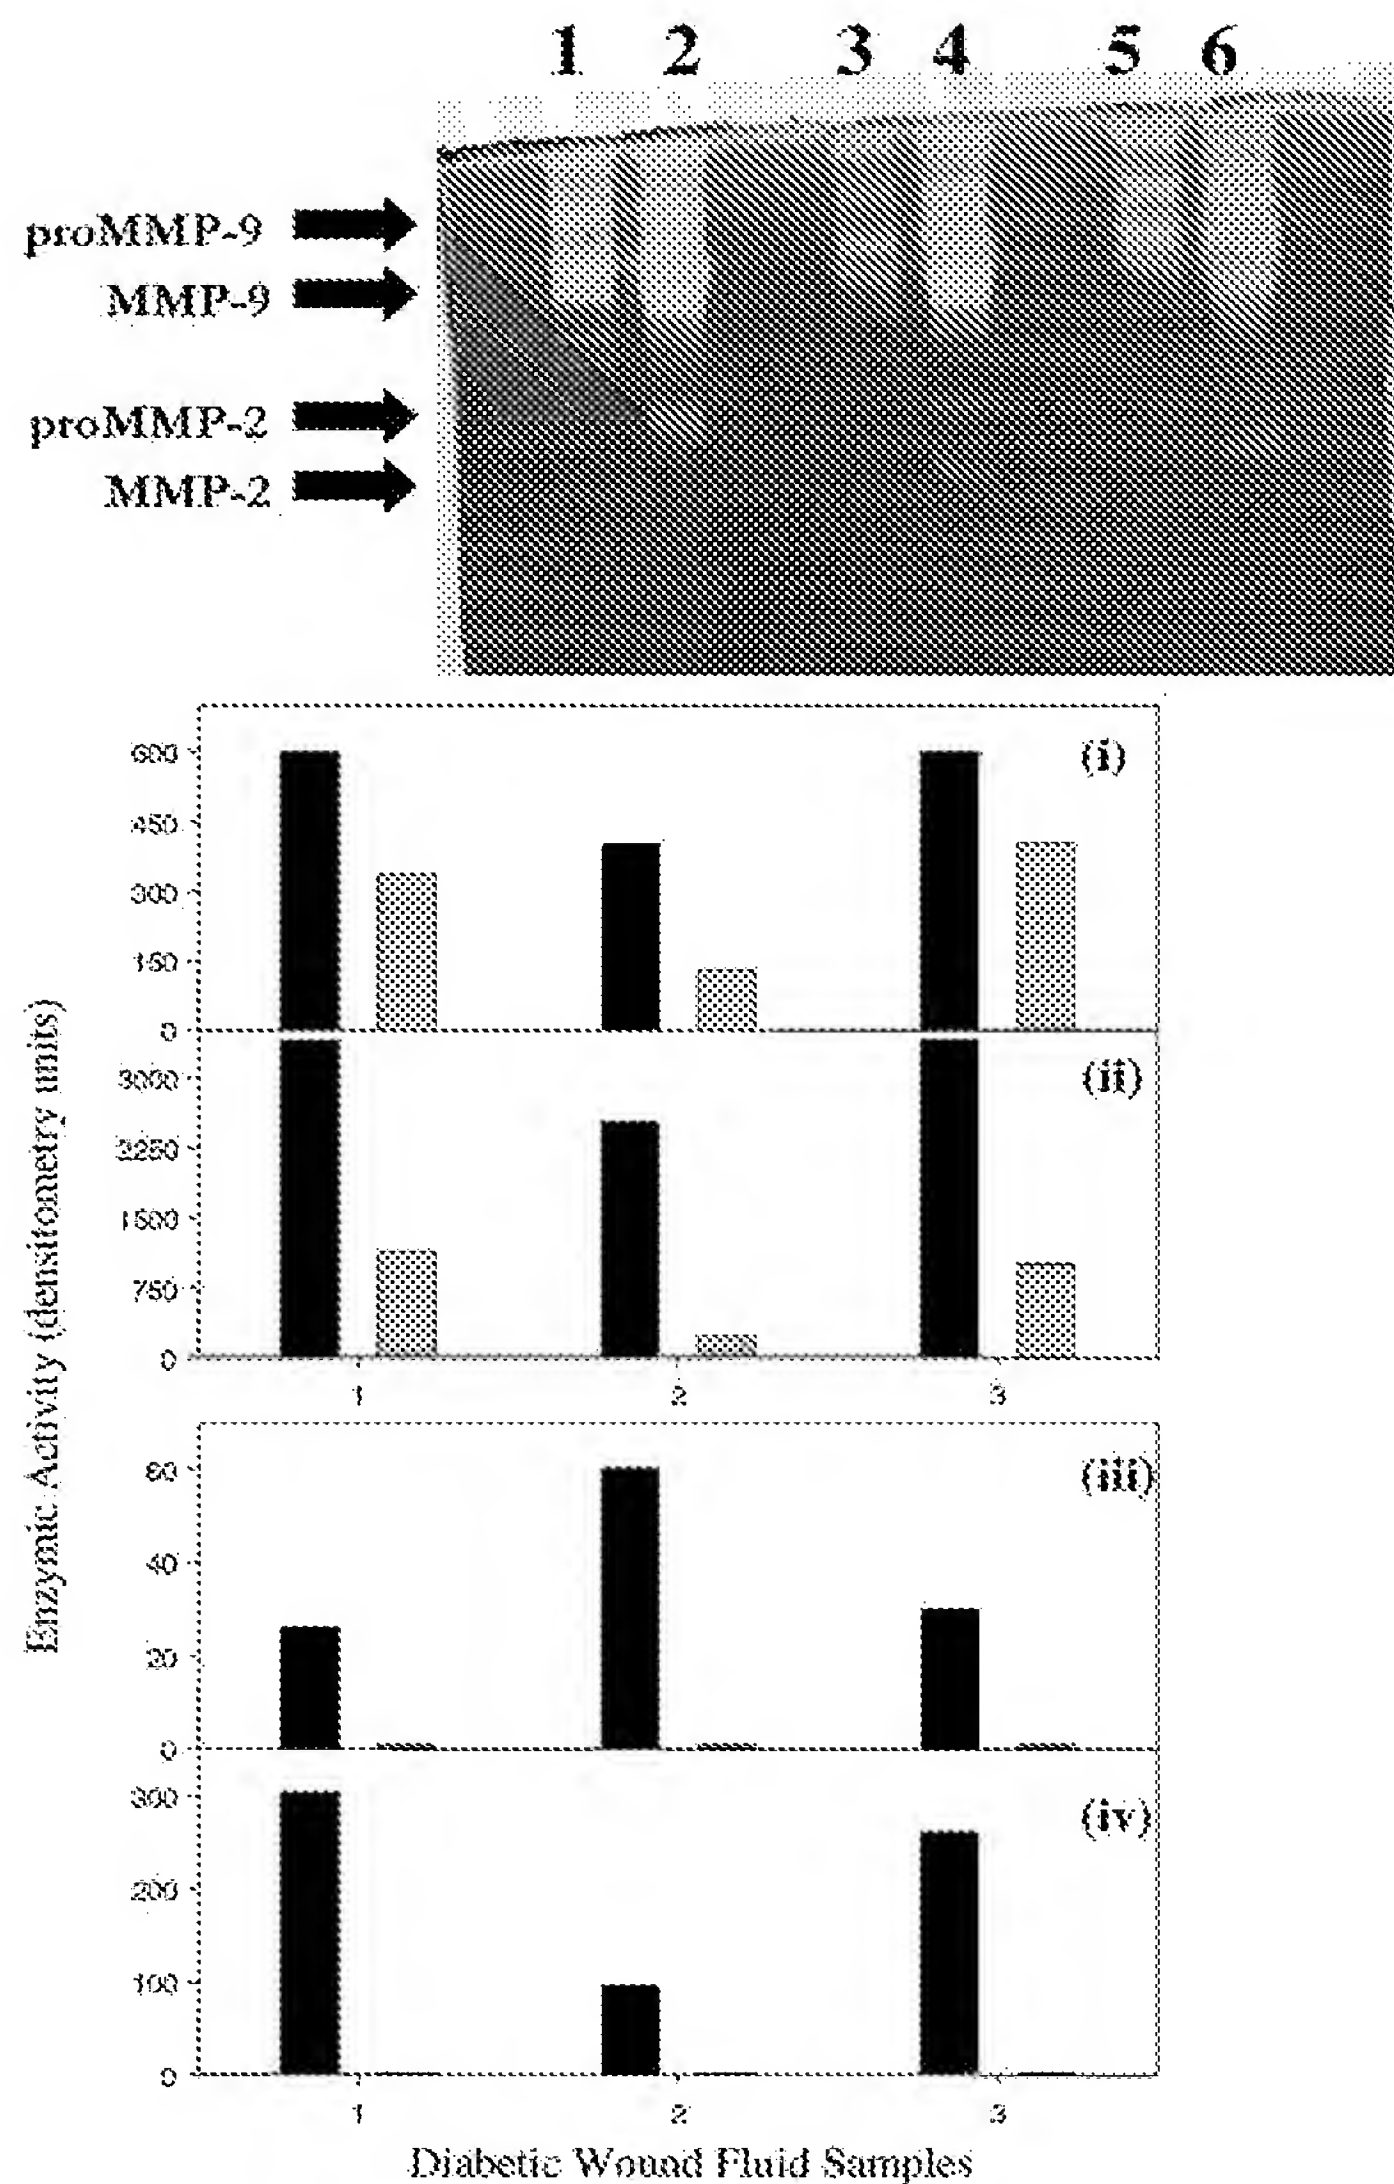 1 2 3 4 5 6
proMMP-9
MMP-9
proMMP-2
MMP-2
Enzymic Activity (densitometry units)
(i)
600
450
300
150
0
(ii)
3000
2250
1500
750
0
1 2 3
(iii)
60
40
20
0
(iv)
300
200
100
0
1 2 3
Diabetic Wound Fluid Samples